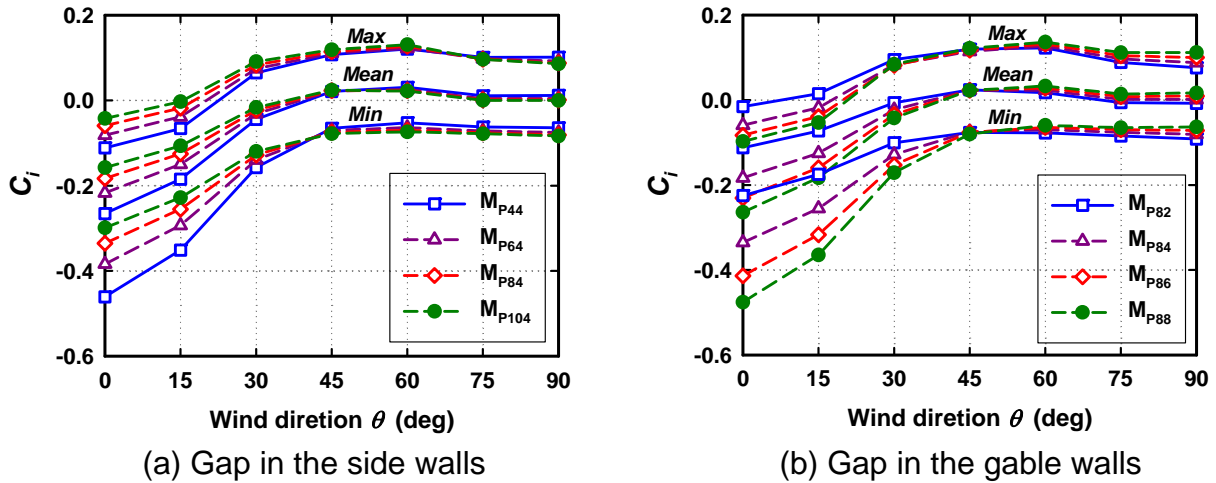 0.2
0.0
-0.2
-0.4
-0.6
C_i
Max
Mean
Min
M_P44
M_P64
M_P84
M_P104
0 15 30 45 60 75 90
Wind diretion θ (deg)
(a) Gap in the side walls
0.2
0.0
-0.2
-0.4
-0.6
C_i
Max
Mean
Min
M_P82
M_P84
M_P86
M_P88
0 15 30 45 60 75 90
Wind diretion θ (deg)
(b) Gap in the gable walls